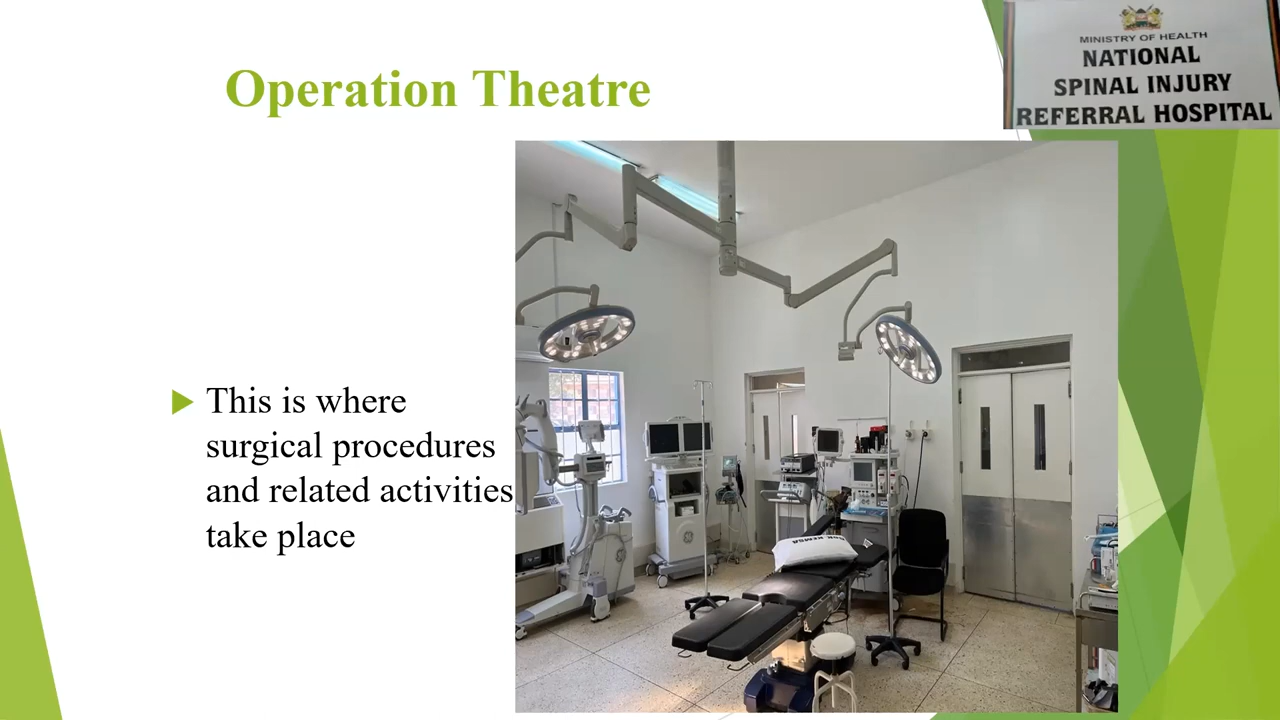 Operation Theatre
MINISTRY OF HEALTH
NATIONAL
SPINAL INJURY
REFERRAL HOSPITAL
This is where
surgical procedures
and related activities
take place